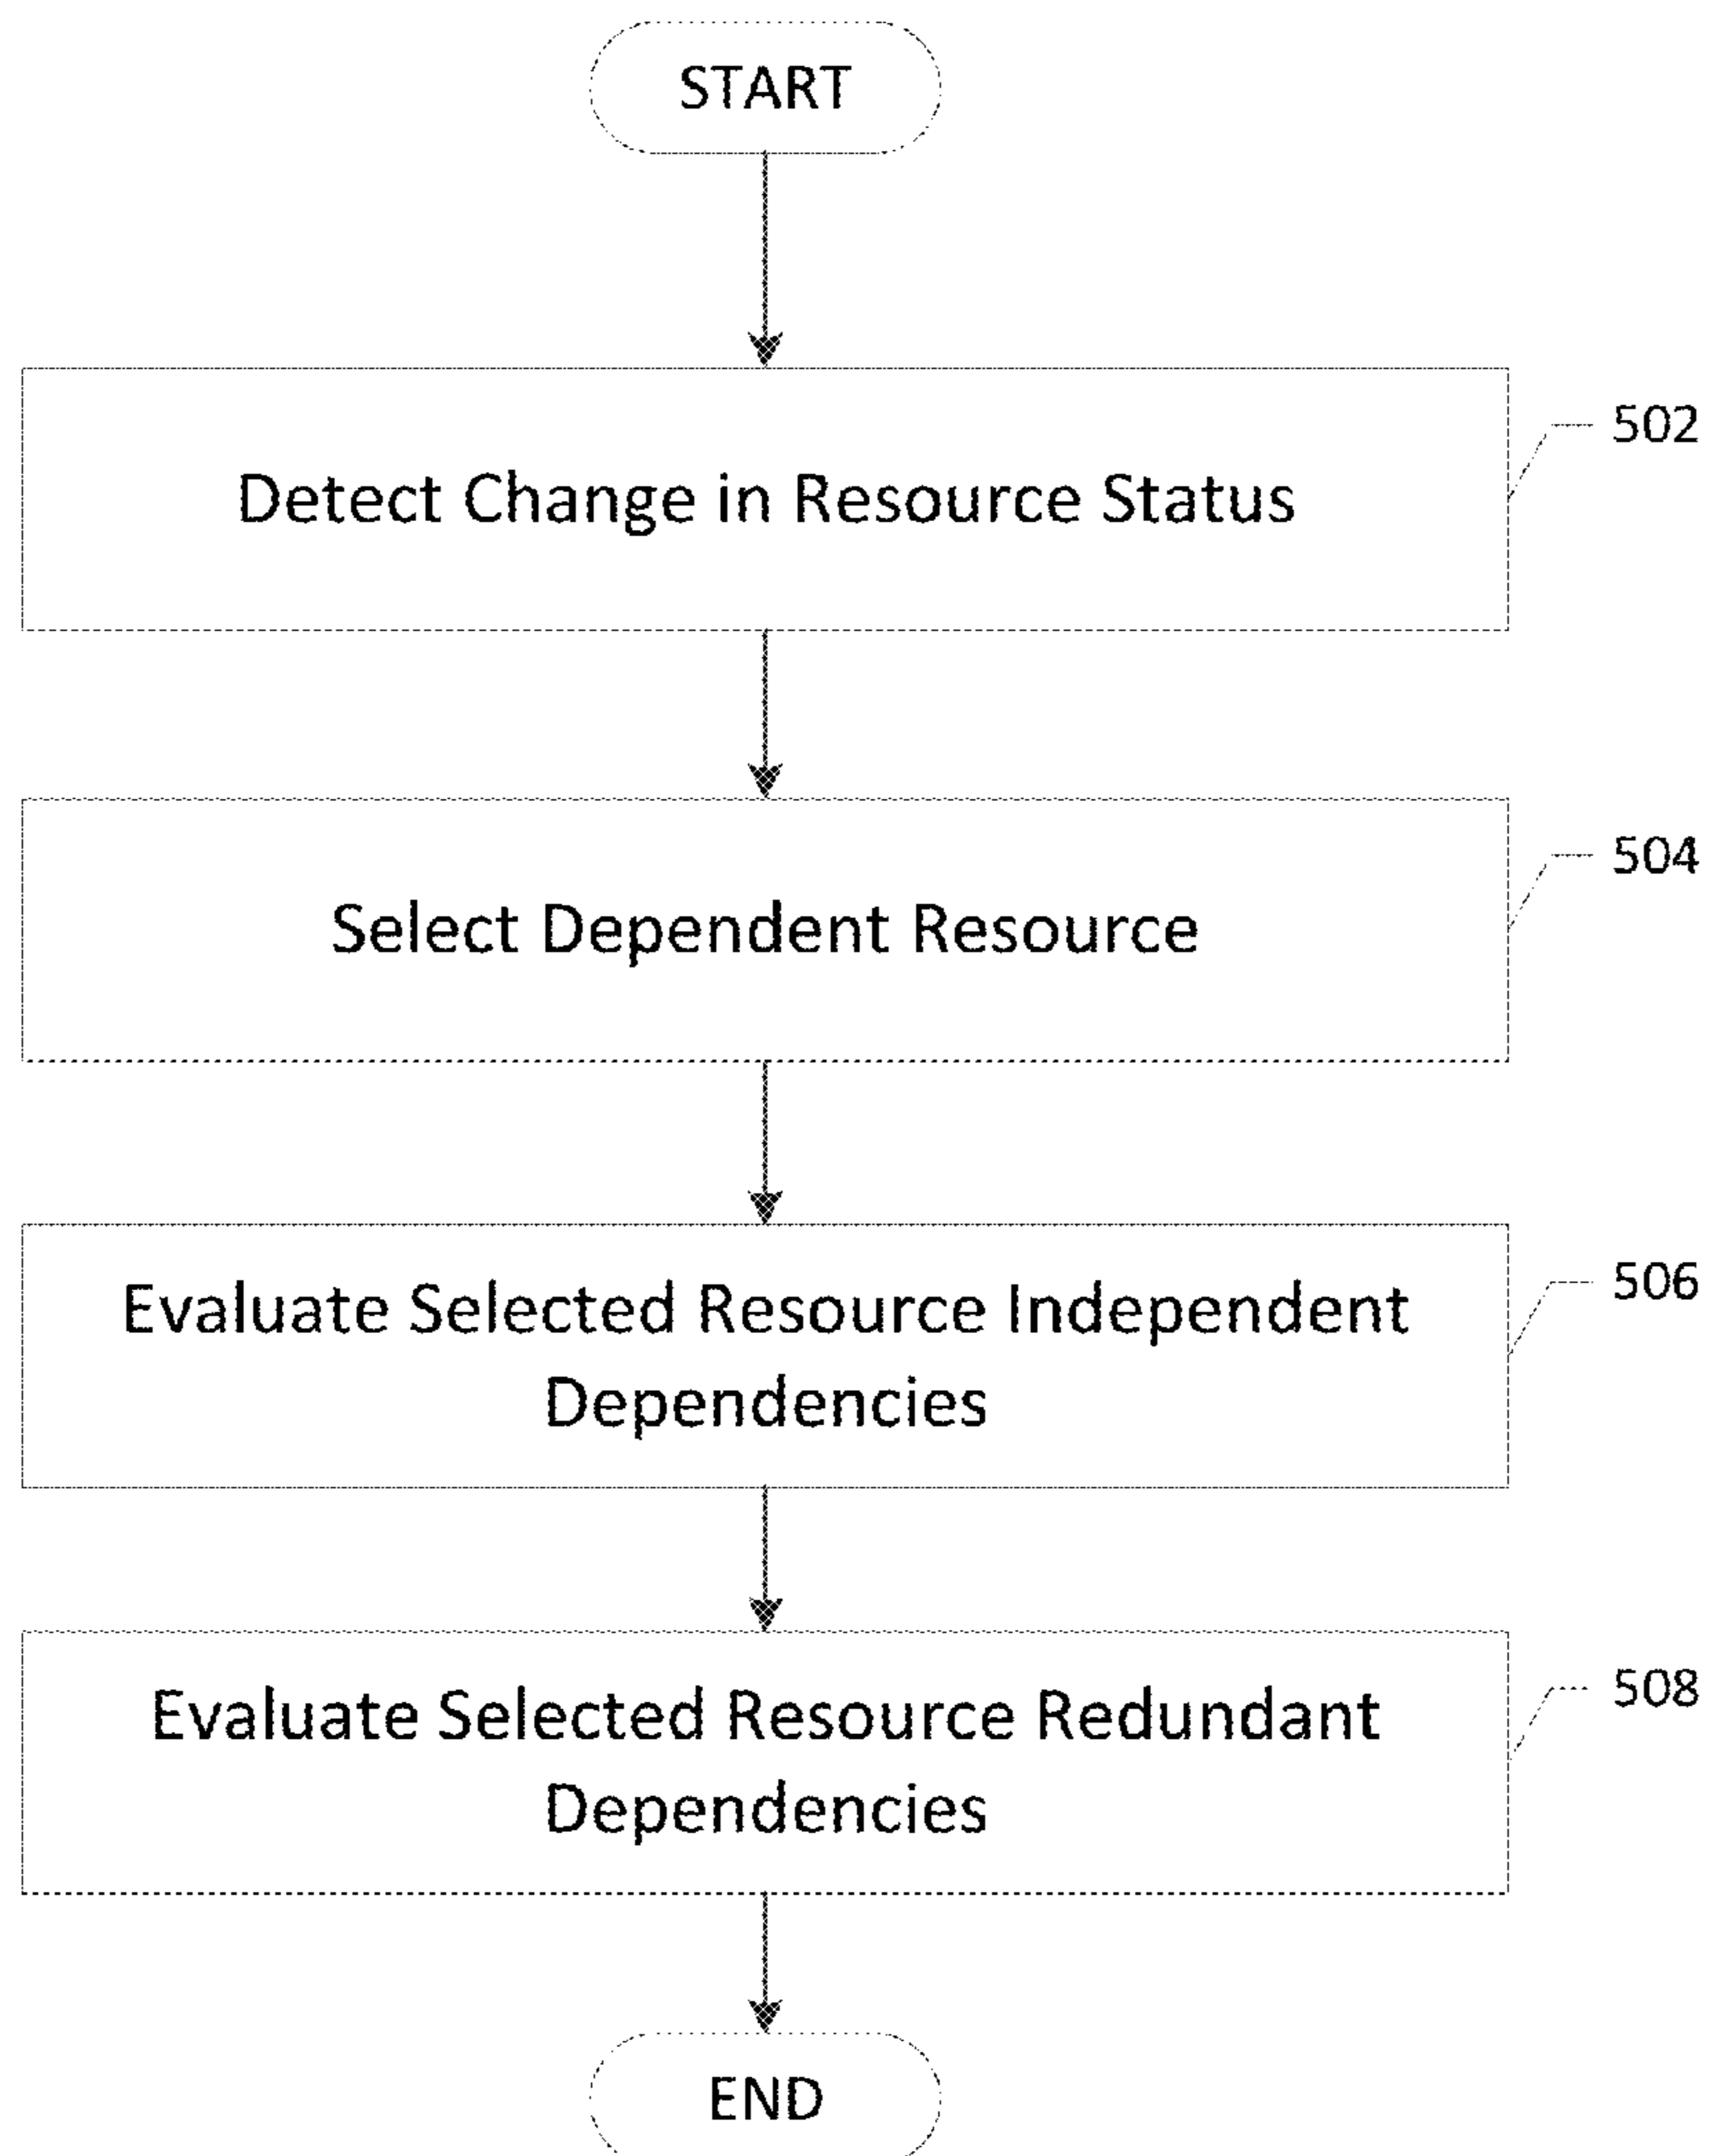 START
Detect Change in Resource Status
502
Select Dependent Resource
504
Evaluate Selected Resource Independent
Dependencies
506
Evaluate Selected Resource Redundant
Dependencies
508
END